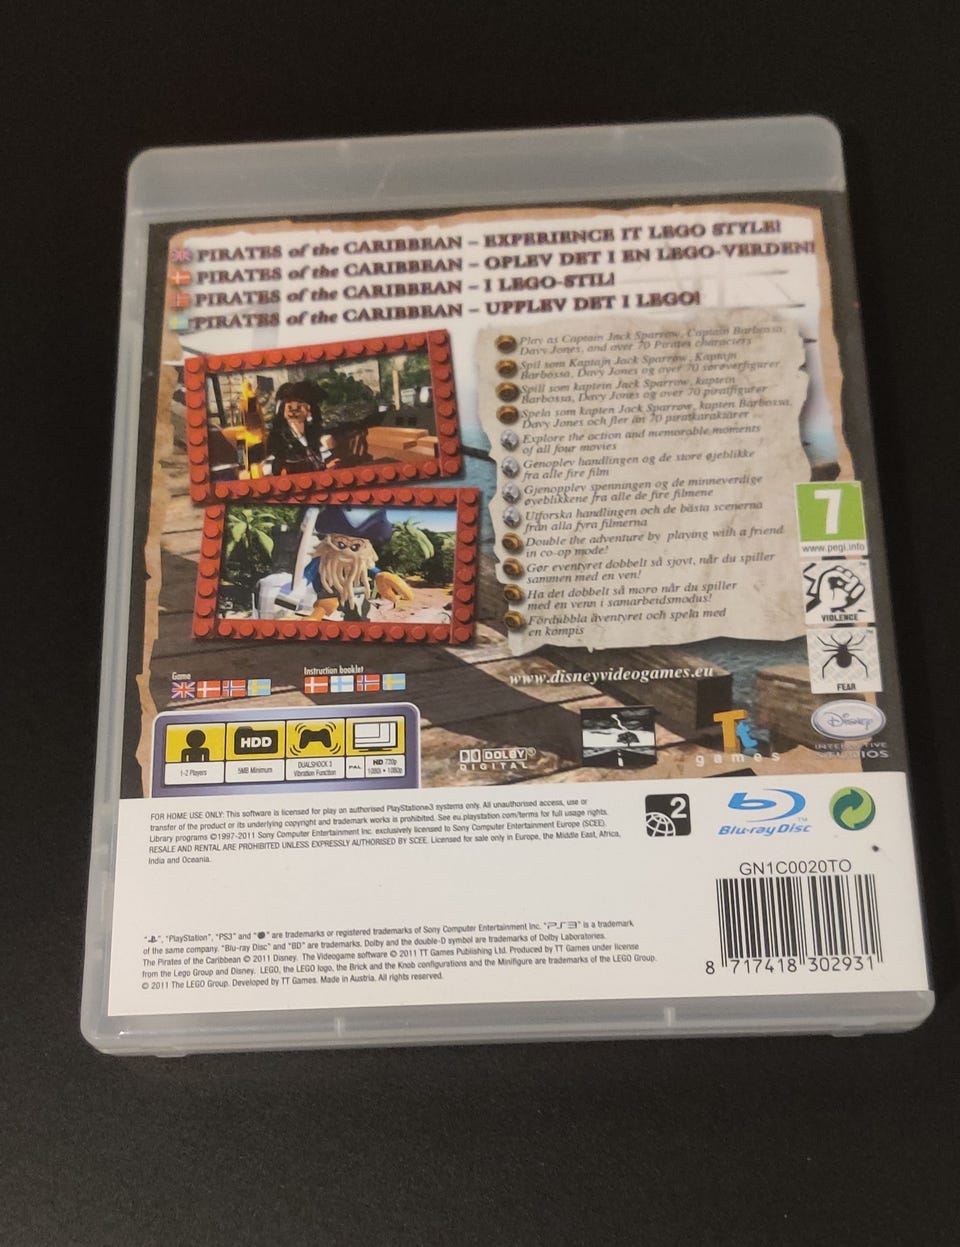 PIRATES of the CARIBBEAN – EXPERIENCE IT LEGO STYLE!
PIRATES of the CARIBBEAN – OPLEV DET I EN LEGO-VERDEN!
PIRATES of the CARIBBEAN – I LEGO-STIL!
PIRATES of the CARIBBEAN – UPPLEV DET I LEGO!
Play as Captain Jack Sparrow, Captain Barbossa,
Davy Jones, and over 70 Pirates characters
Spil som Kaptajn Jack Sparrow, Kaptajn
Barbossa, Davy Jones og over 70 sørøverfigurer
Spill som kaptein Jack Sparrow, kaptein
Barbossa, Davy Jones og over 70 piratfigurer
Spela som kapten Jack Sparrow, kapten Barbossa,
Davy Jones och fler än 70 piratkaraktärer
Explore the action and memorable moments
of all four movies
Genoplev handlingen og de store øjeblikke
fra alle fire film
Gjenopplev spenningen og de minneverdige
øyeblikkene fra alle de fire filmene
Utforska handlingen och de bästa scenerna
från alla fyra filmerna
Double the adventure by playing with a friend
in co-op mode!
Gør eventyret dobbelt så sjovt, når du spiller
sammen med en ven!
Ha det dobbelt så moro når du spiller
med en venn i samarbeidsmodus!
Fördubbla äventyret och spela med
en kompis
7
www.pegi.info
VIOLENCE
FEAR
www.disneyvideogames.eu
Game
Instruction booklet
HDD
1-2 Players
5MB Minimum
DUALSHOCK 3
Vibration Function
PAL
HD 720p
1080i • 1080p
DOLBY®
DIGITAL
Tt
games
Disney
INTERACTIVE
STUDIOS
FOR HOME USE ONLY: This software is licensed for play on authorised PlayStation®3 systems only. All unauthorised access, use or
transfer of the product or its underlying copyright and trademark works is prohibited. See eu.playstation.com/terms for full usage rights.
Library programs ©1997-2011 Sony Computer Entertainment Inc. exclusively licensed to Sony Computer Entertainment Europe (SCEE).
RESALE AND RENTAL ARE PROHIBITED UNLESS EXPRESSLY AUTHORISED BY SCEE. Licensed for sale only in Europe, the Middle East, Africa,
India and Oceania.
2
Blu-ray Disc™
GN1C0020TO
8 717418 302931
" ", "PlayStation", "PS3" and " " are trademarks or registered trademarks of Sony Computer Entertainment Inc. "PS3" is a trademark
of the same company. "Blu-ray Disc" and "BD" are trademarks. Dolby and the double-D symbol are trademarks of Dolby Laboratories.
The Pirates of the Caribbean © 2011 Disney. The Videogame software © 2011 TT Games Publishing Ltd. Produced by TT Games under license
from the Lego Group and Disney. LEGO, the LEGO logo, the Brick and the Knob configurations and the Minifigure are trademarks of the LEGO Group.
© 2011 The LEGO Group. Developed by TT Games. Made in Austria. All rights reserved.